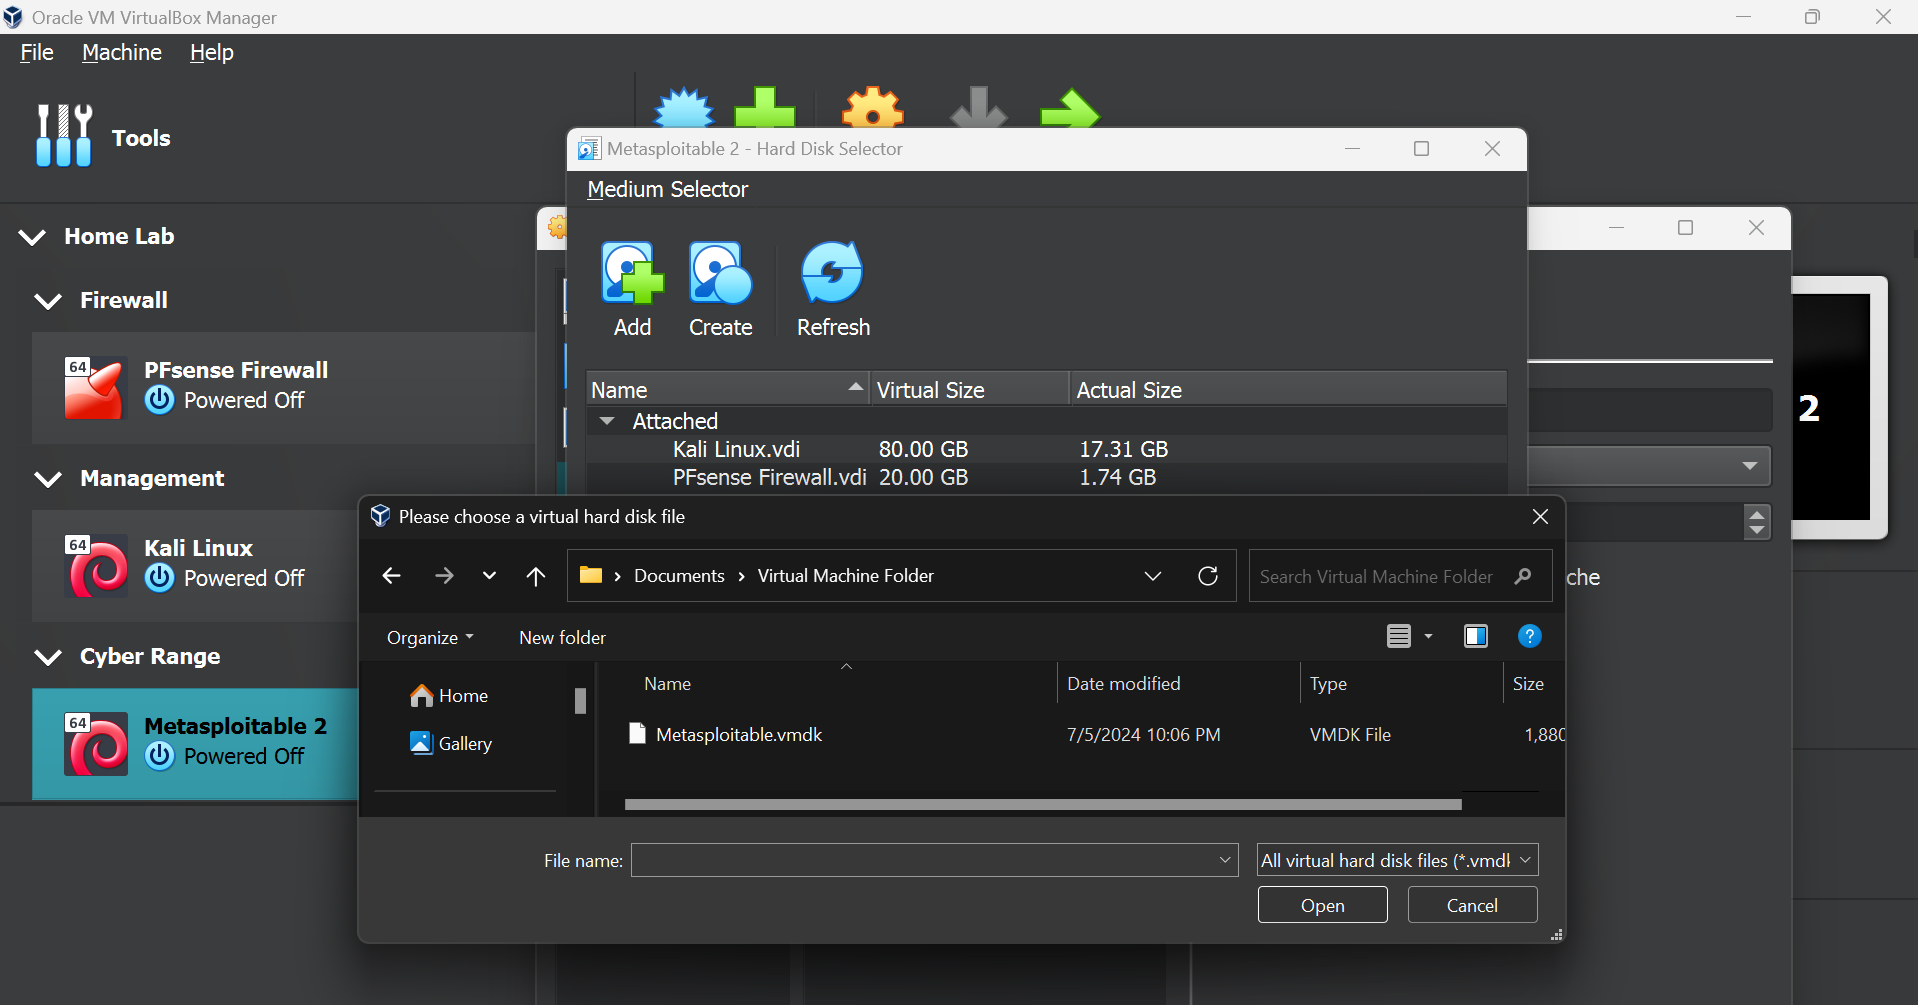 Oracle VM VirtualBox Manager
File Machine Help
Tools
Home Lab
Firewall
64
PFsense Firewall
Powered Off
Management
64
Kali Linux
Powered Off
Cyber Range
64
Metasploitable 2
Powered Off
Metasploitable 2 - Hard Disk Selector
Medium Selector
Add Create Refresh
Name Virtual Size Actual Size
Attached
Kali Linux.vdi 80.00 GB 17.31 GB
PFsense Firewall.vdi 20.00 GB 1.74 GB
2
che
Please choose a virtual hard disk file
Documents › Virtual Machine Folder
Search Virtual Machine Folder
Organize New folder
?
Home
Gallery
Name Date modified Type Size
Metasploitable.vmdk 7/5/2024 10:06 PM VMDK File 1,880
File name:
All virtual hard disk files (*.vmd
Open Cancel